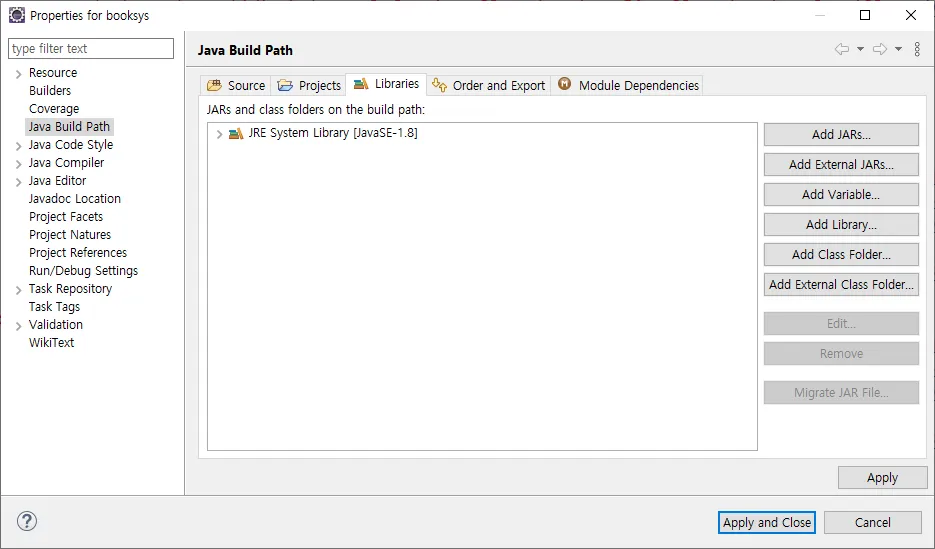 Properties for booksys
type filter text
Resource
Builders
Coverage
Java Build Path
Java Code Style
Java Compiler
Java Editor
Javadoc Location
Project Facets
Project Natures
Project References
Run/Debug Settings
Task Repository
Task Tags
Validation
WikiText
Java Build Path
Source Projects Libraries Order and Export M Module Dependencies
JARs and class folders on the build path:
JRE System Library [JavaSE-1.8]
Add JARs...
Add External JARs...
Add Variable...
Add Library...
Add Class Folder...
Add External Class Folder...
Edit...
Remove
Migrate JAR File...
Apply
? Apply and Close Cancel